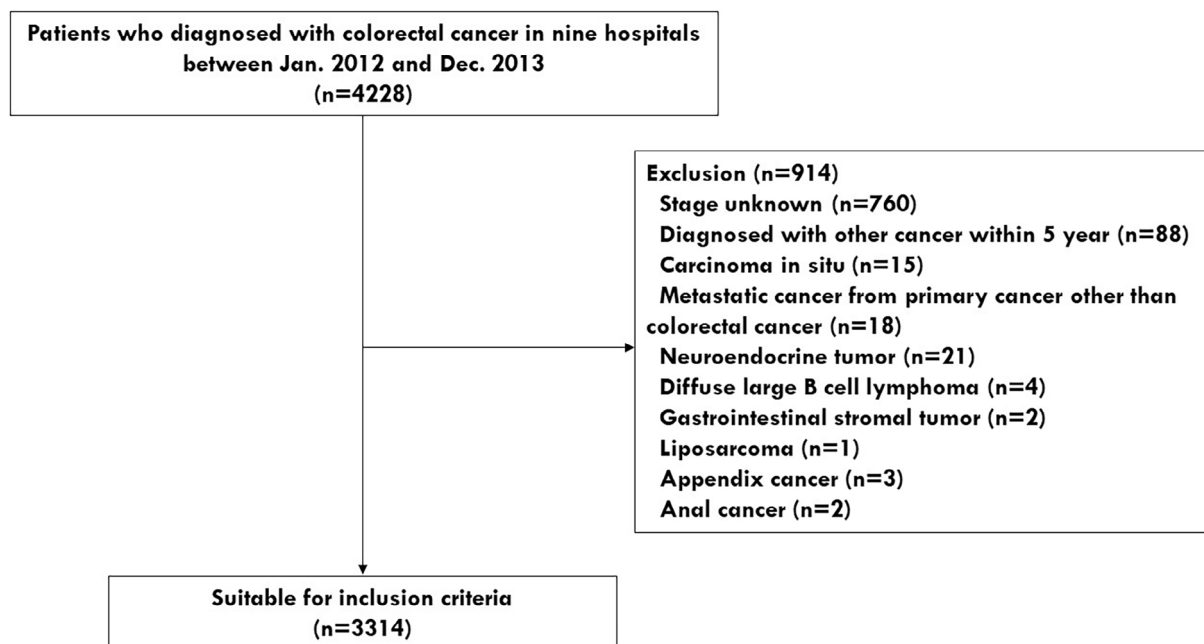 Patients who diagnosed with colorectal cancer in nine hospitals
between Jan. 2012 and Dec. 2013
(n=4228)
Exclusion (n=914)
Stage unknown (n=760)
Diagnosed with other cancer within 5 year (n=88)
Carcinoma in situ (n=15)
Metastatic cancer from primary cancer other than
colorectal cancer (n=18)
Neuroendocrine tumor (n=21)
Diffuse large B cell lymphoma (n=4)
Gastrointestinal stromal tumor (n=2)
Liposarcoma (n=1)
Appendix cancer (n=3)
Anal cancer (n=2)
Suitable for inclusion criteria
(n=3314)